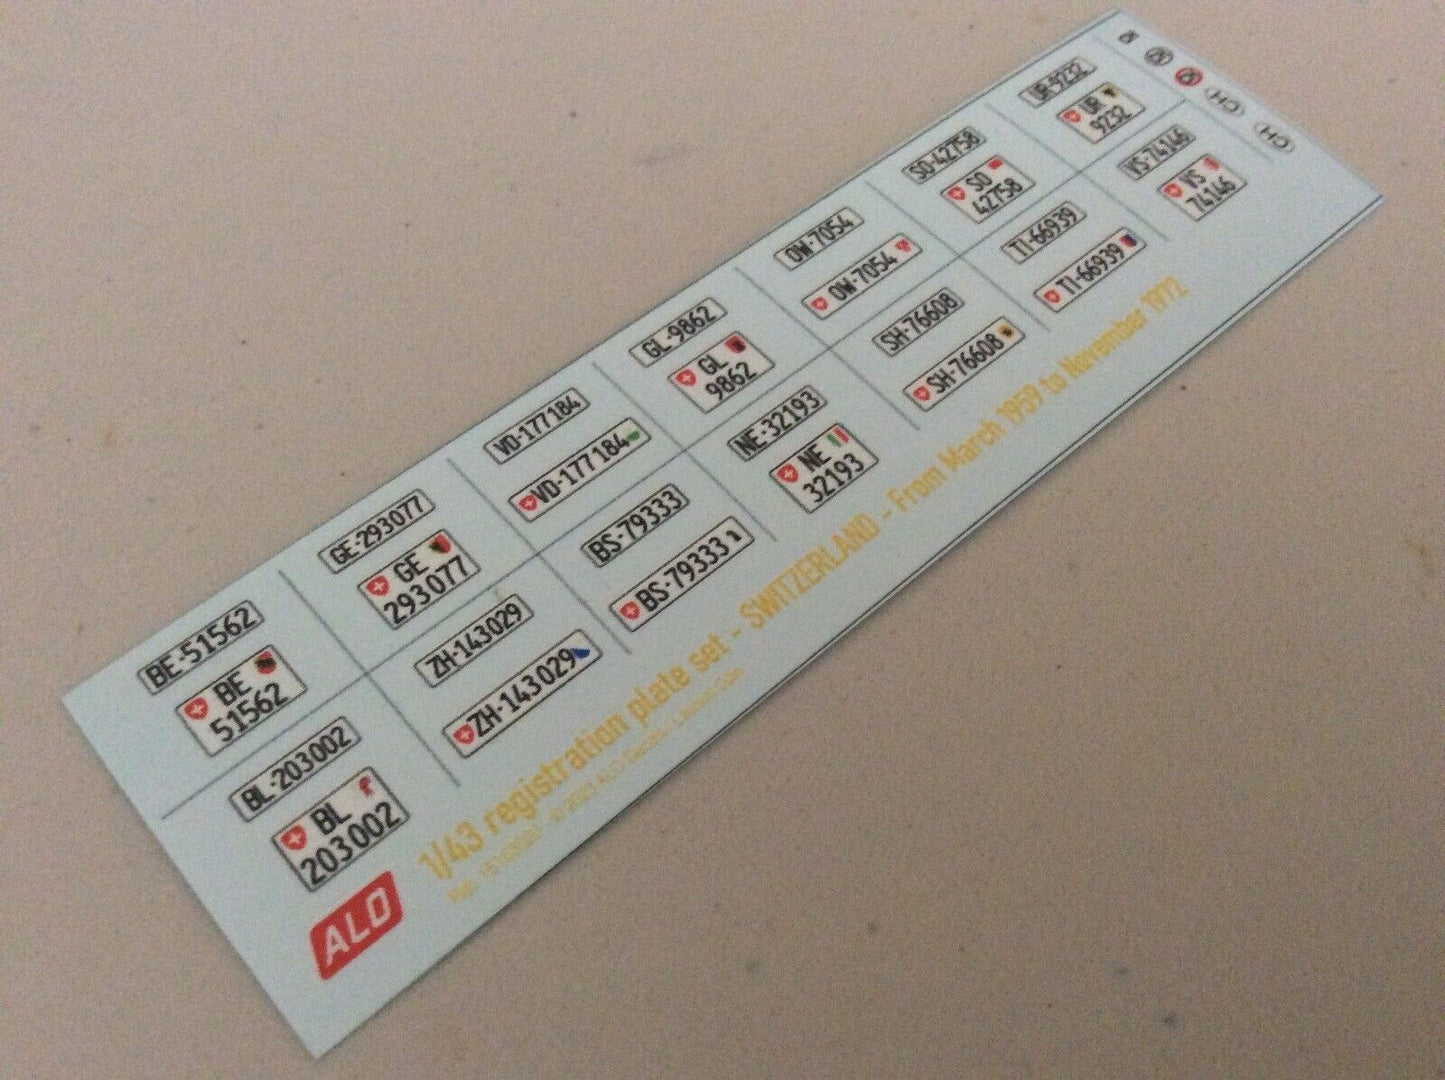 BE-51562
BE
51562
GE-293077
GE
293077
VD-177184
VD-177184
GL-9862
GL
9862
OW-7054
OW-7054
SO-42758
SO
42758
UR-9232
UR
9232
BL-203002
BL
203002
ZH-143029
ZH-143029
BS-79333
BS-79333
NE-32193
NE
32193
SH-76608
SH-76608
TI-66939
TI-66939
VS-74146
VS
74146
CH
CH
ALO
1/43 registration plate set - SWITZERLAND - From March 1959 to November 1972